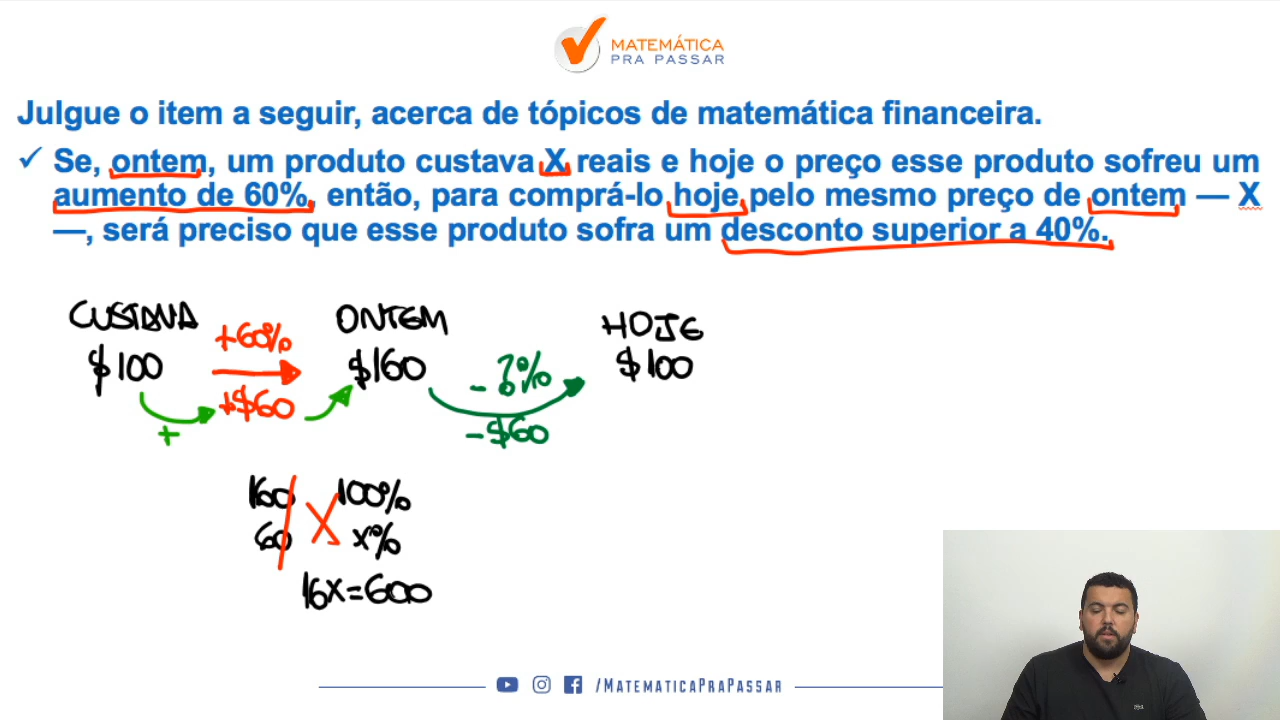 MATEMÁTICA
PRA PASSAR
Julgue o item a seguir, acerca de tópicos de matemática financeira.
✓ Se, ontem, um produto custava X reais e hoje o preço esse produto sofreu um
aumento de 60%, então, para comprá-lo hoje pelo mesmo preço de ontem — X
—, será preciso que esse produto sofra um desconto superior a 40%.
CUSTAVA
+60%
ONTEM
HOJE
$100
$160
-?%
$100
+$60
+
-$60
160 100%
60 x%
16x=600
/MATEMATICAPRAPASSAR